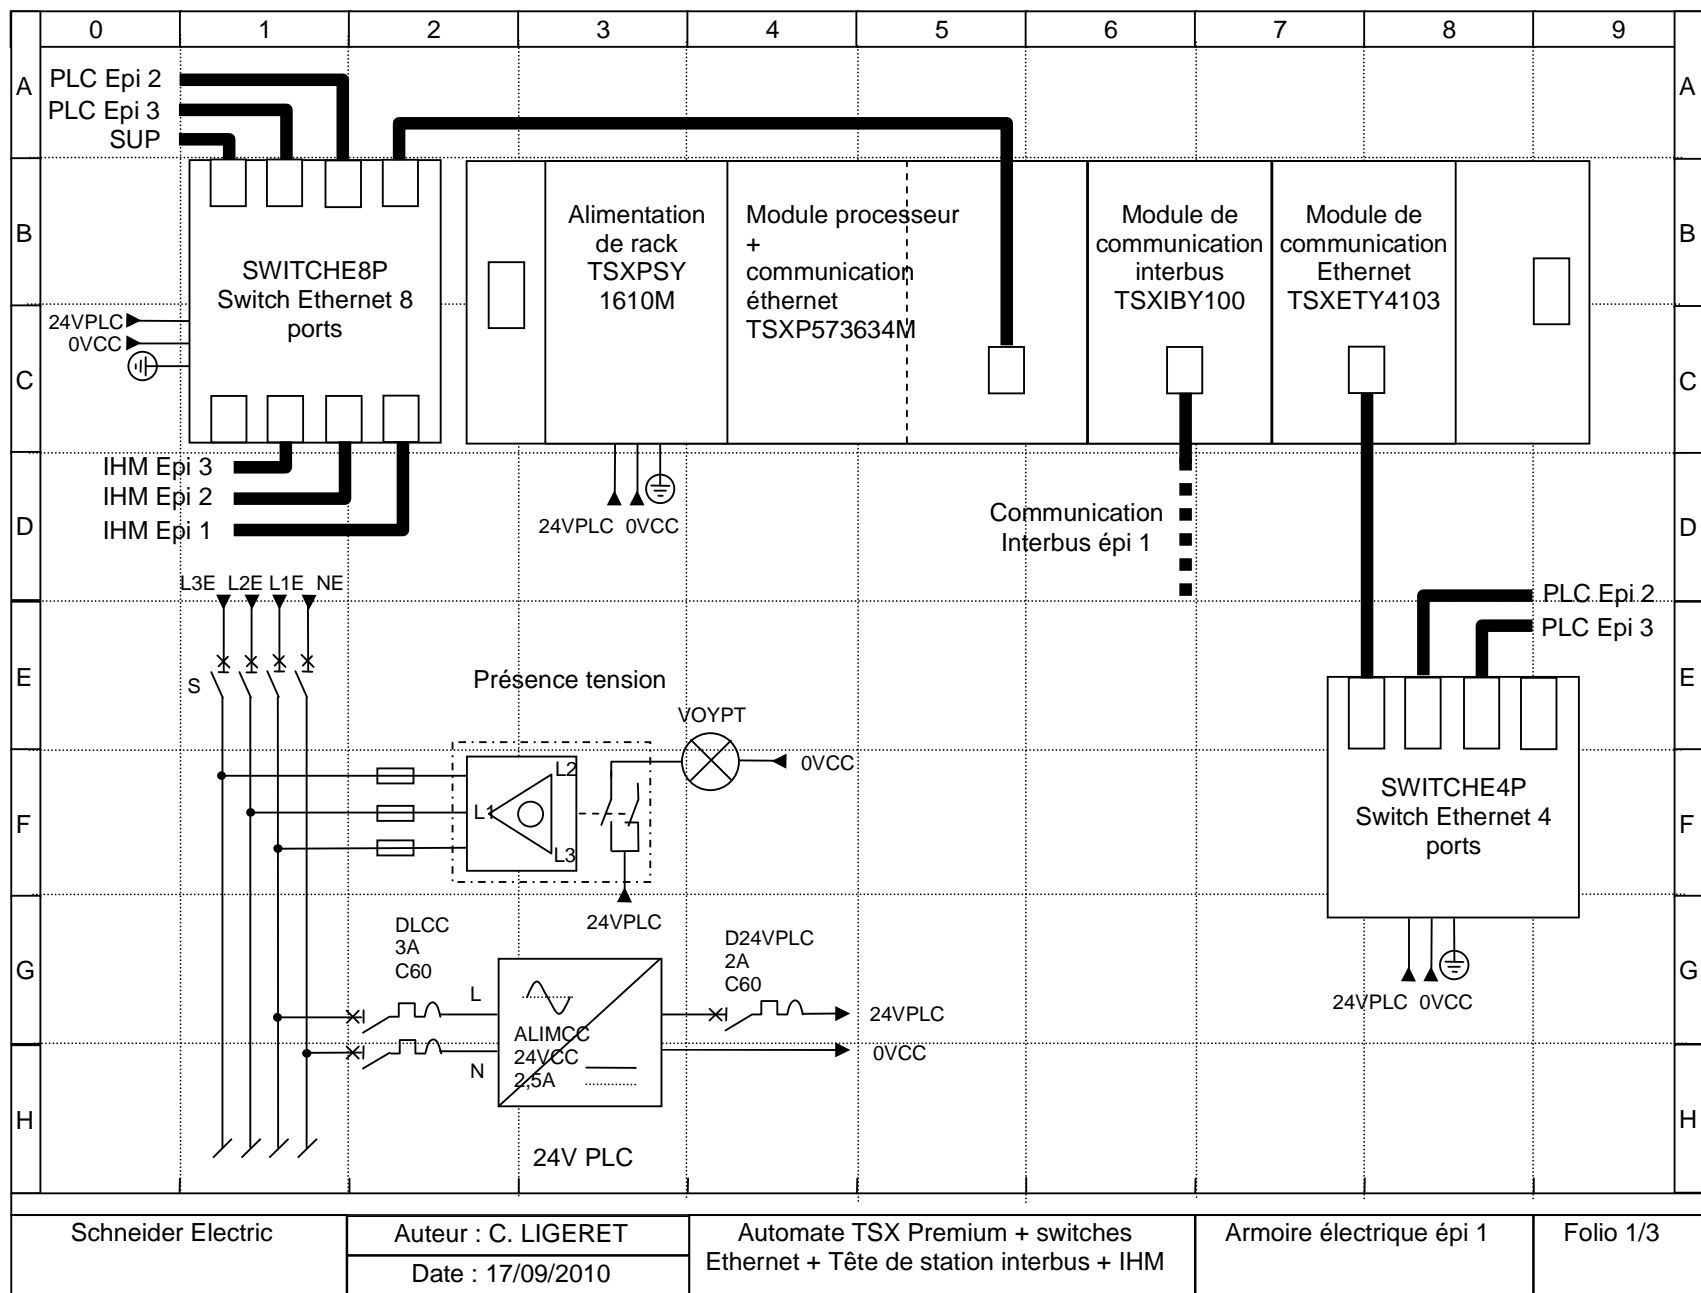 0 1 2 3 4 5 6 7 8 9
A
PLC Epi 2
PLC Epi 3
SUP
A
B
SWITCHE8P
Switch Ethernet 8
ports
Alimentation
de rack
TSXPSY
1610M
Module processeur
+
communication
éthernet
TSXP573634M
Module de
communication
interbus
TSXIBY100
Module de
communication
Ethernet
TSXETY4103
B
24VPLC
0VCC
C
C
IHM Epi 3
IHM Epi 2
IHM Epi 1
D
24VPLC 0VCC
Communication
Interbus épi 1
D
L3E L2E L1E NE
PLC Epi 2
PLC Epi 3
E
S
Présence tension
VOYPT
E
0VCC
L2
L1
L3
F
24VPLC
SWITCHE4P
Switch Ethernet 4
ports
F
DLCC
3A
C60
D24VPLC
2A
C60
G
L
24VPLC
24VPLC 0VCC
G
ALIMCC
24VCC
2,5A
N
0VCC
H
24V PLC
H
Schneider Electric
Auteur : C. LIGERET
Date : 17/09/2010
Automate TSX Premium + switches
Ethernet + Tête de station interbus + IHM
Armoire électrique épi 1
Folio 1/3